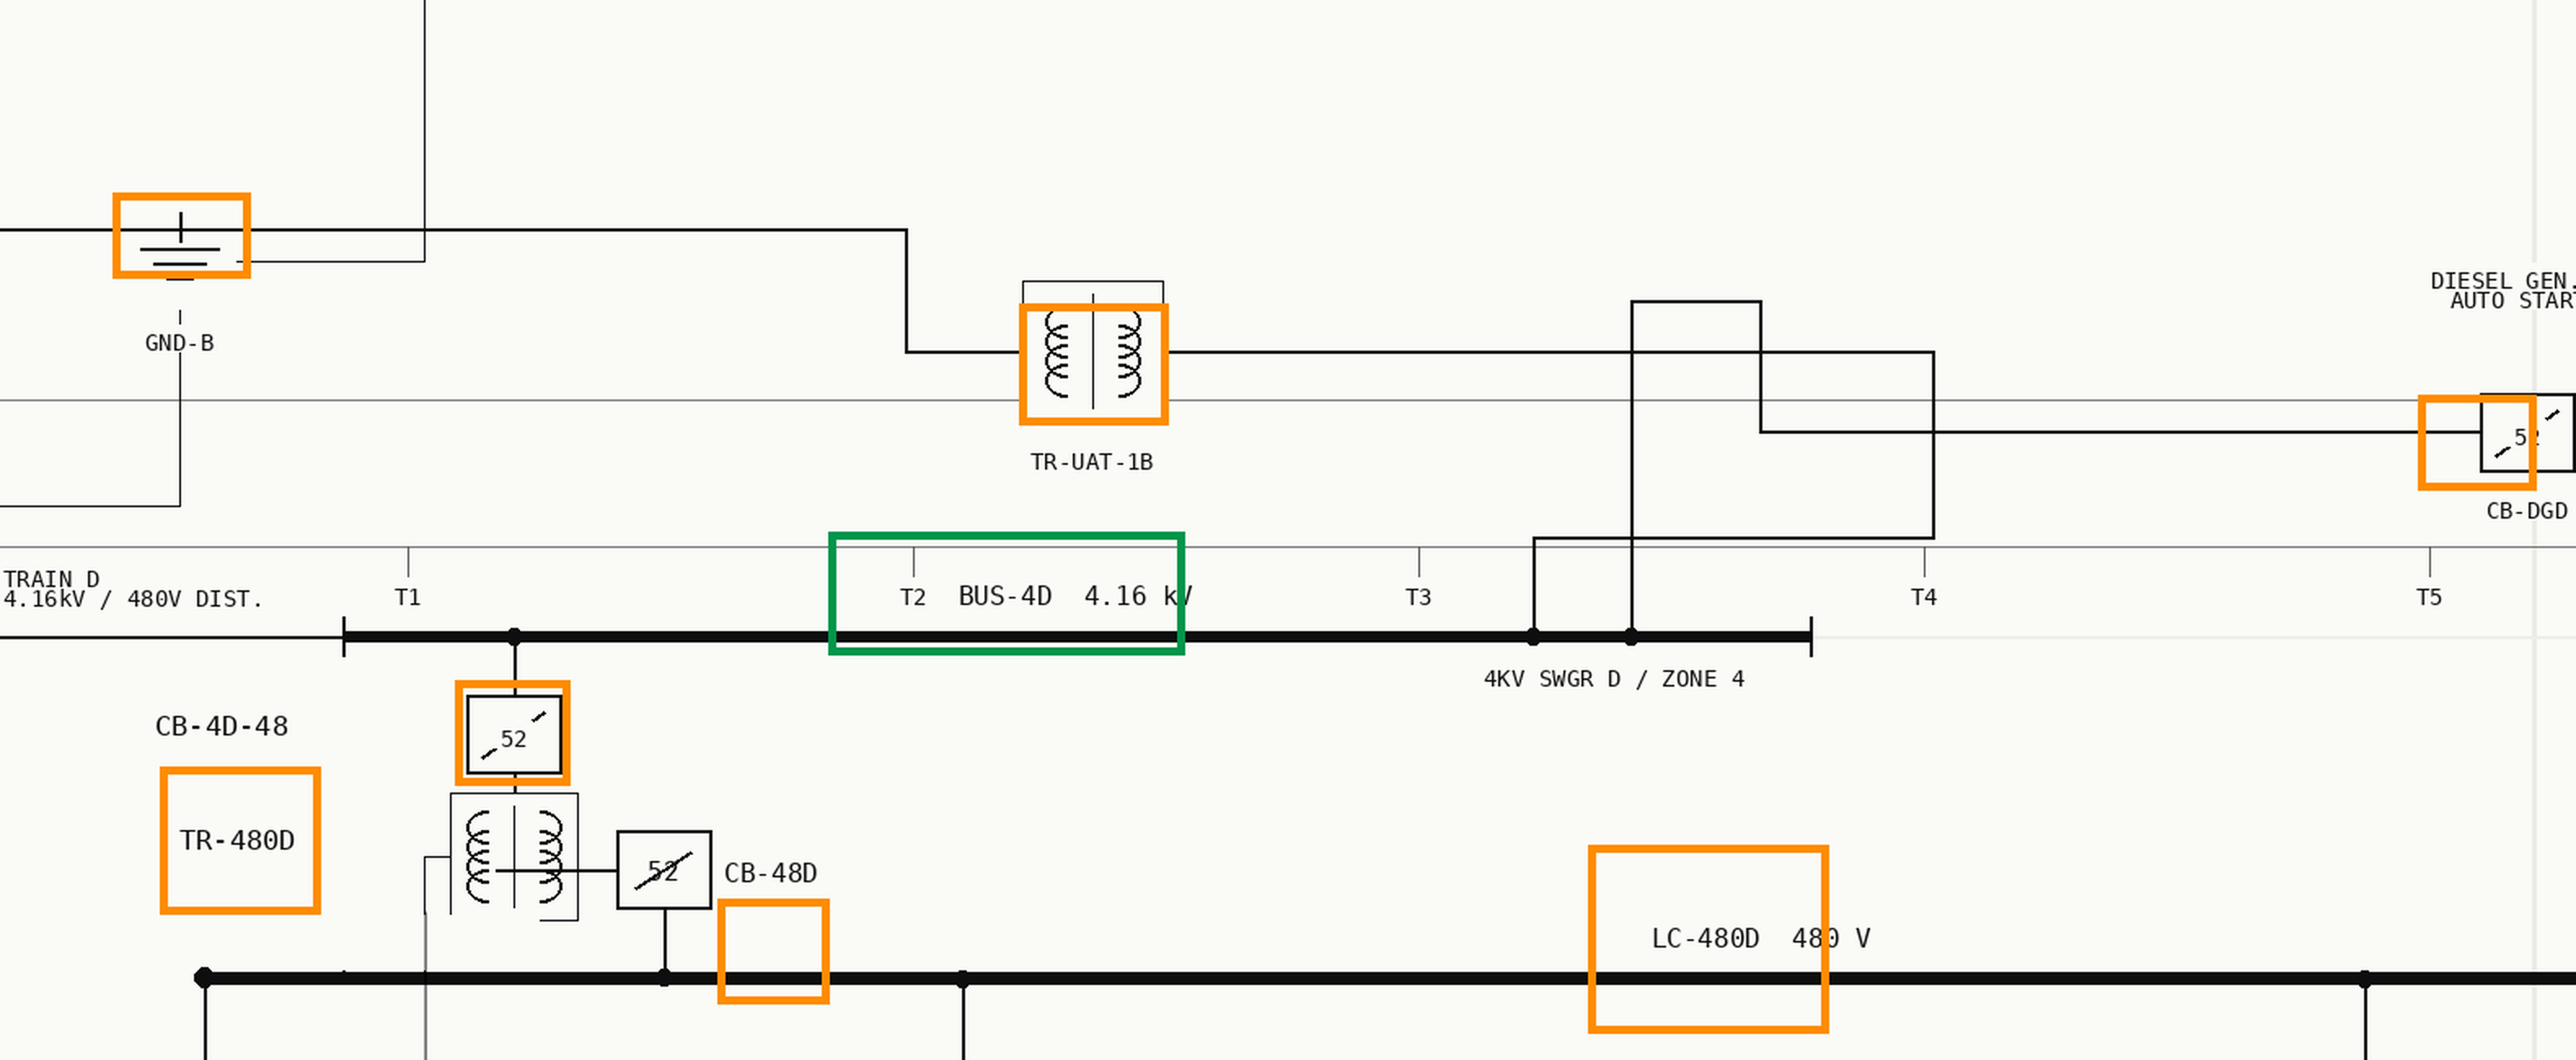 DIESEL GEN.
AUTO STAR
GND-B
52
TR-UAT-1B
CB-DGD
TRAIN D
4.16kV / 480V DIST.
T1
T2
BUS-4D 4.16 kV
T3
T4
T5
4KV SWGR D / ZONE 4
CB-4D-48
52
TR-480D
52
CB-48D
LC-480D 480 V